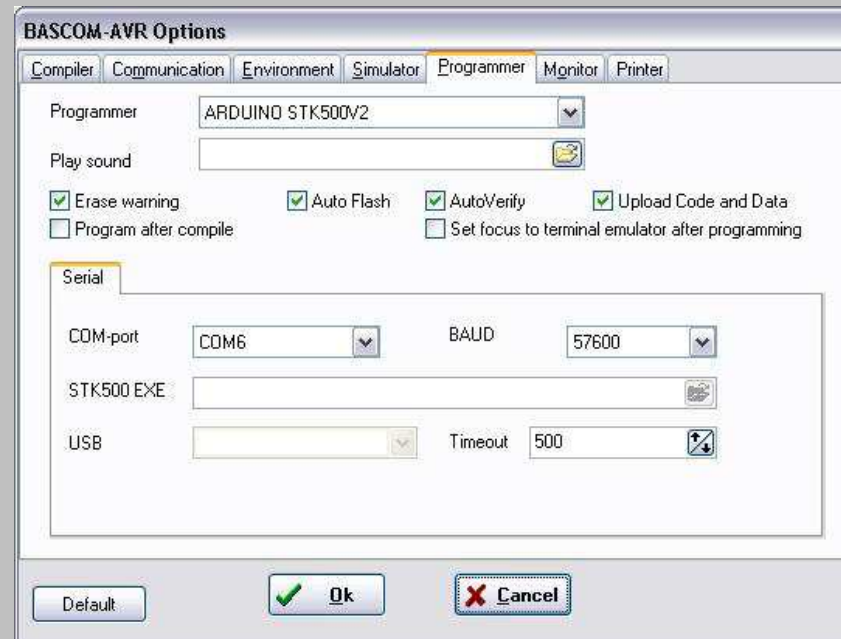 BASCOM-AVR Options
Compiler Communication Environment Simulator Programmer Monitor Printer
Programmer ARDUINO STK500V2
Play sound
Erase warning Auto Flash AutoVerify Upload Code and Data
Program after compile Set focus to terminal emulator after programming
Serial
COM-port COM6 BAUD 57600
STK500 EXE
USB Timeout 500
Default Ok Cancel